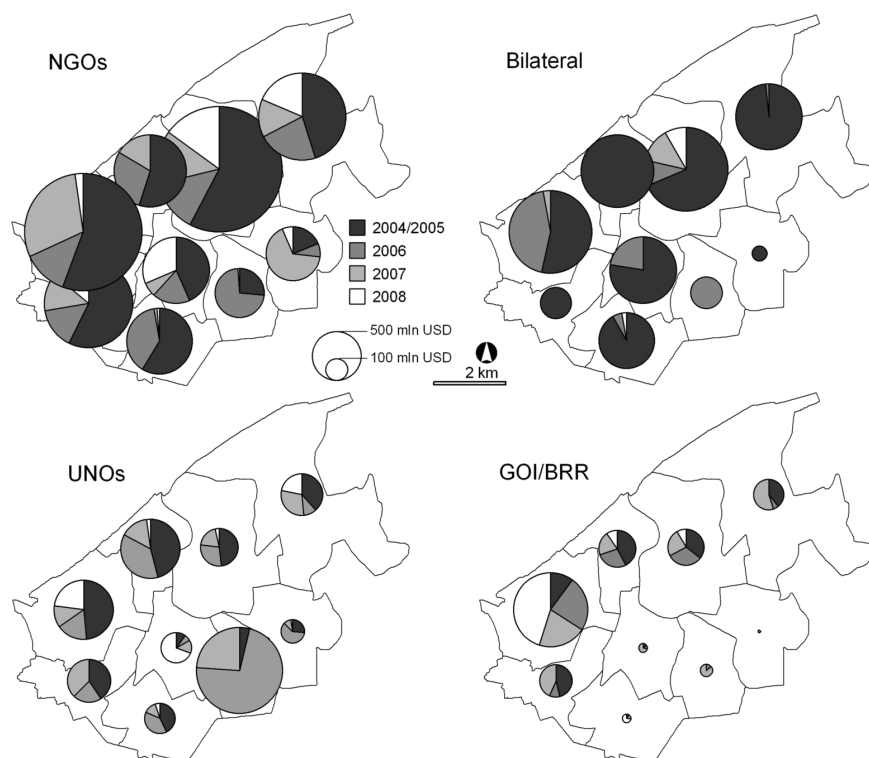 NGOs
Bilateral
2004/2005
2006
2007
2008
500 mln USD
100 mln USD
2 km
UNOs
GOI/BRR